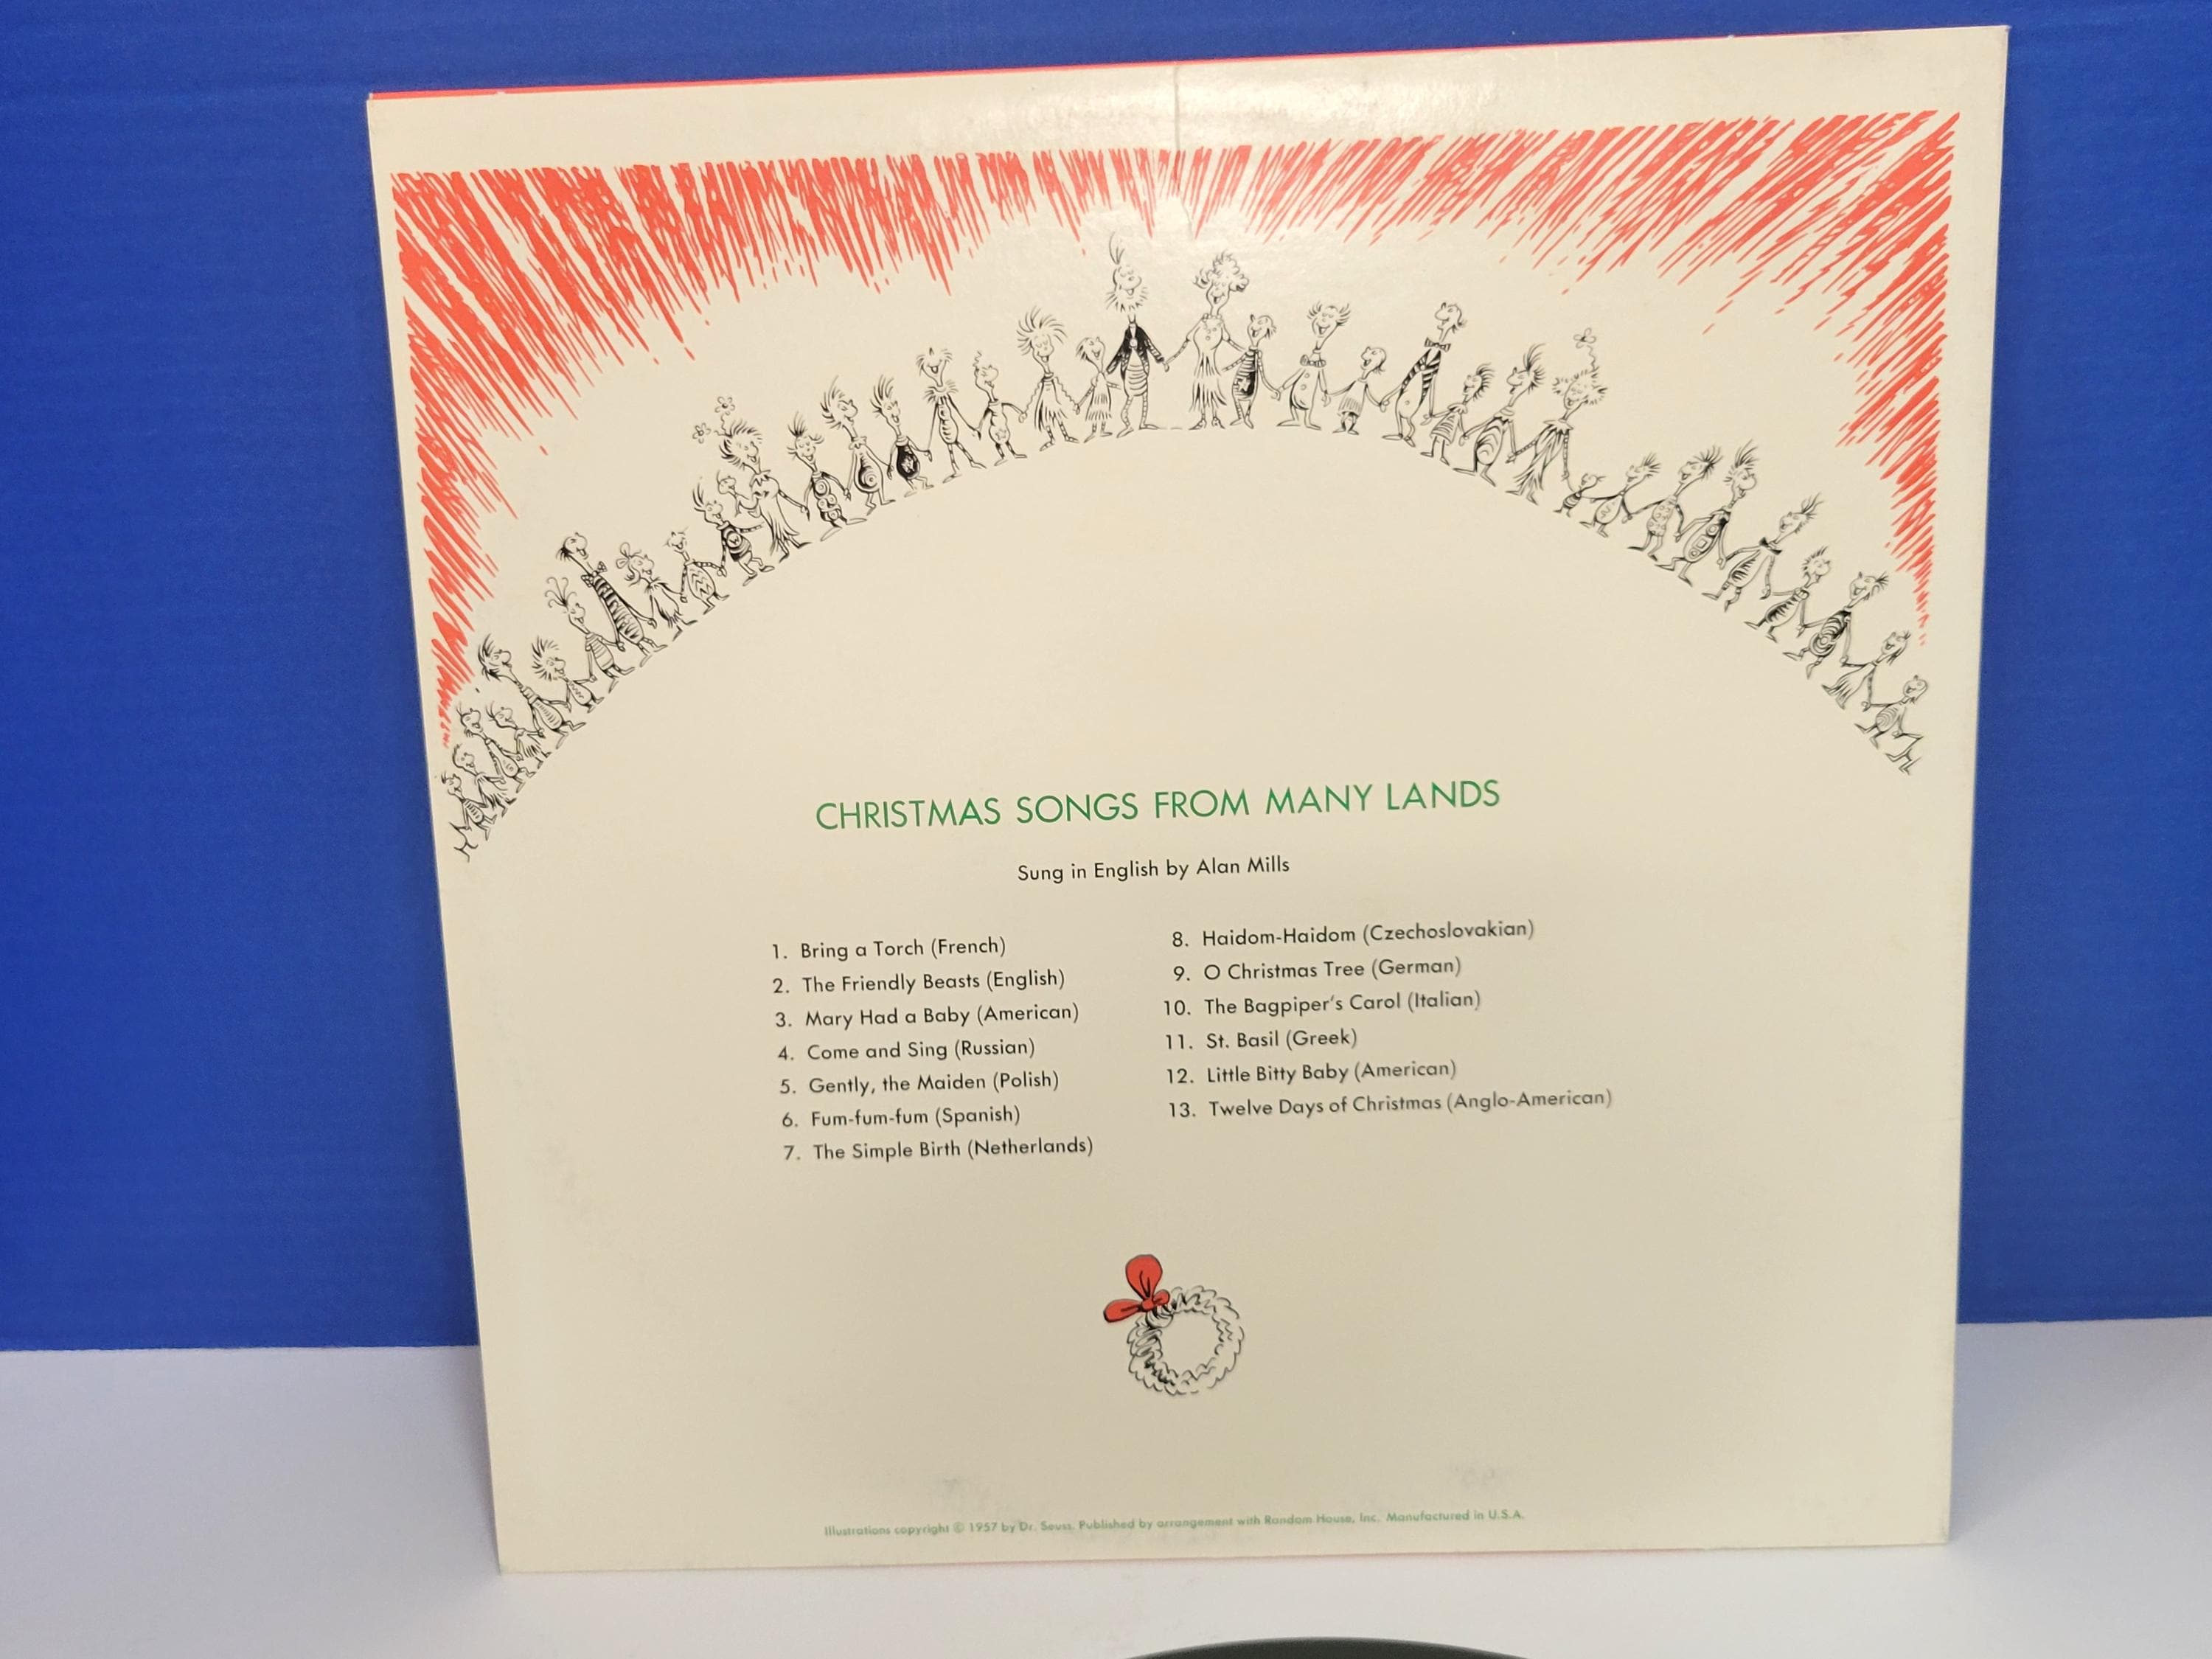 CHRISTMAS SONGS FROM MANY LANDS
Sung in English by Alan Mills
1. Bring a Torch (French)
2. The Friendly Beasts (English)
3. Mary Had a Baby (American)
4. Come and Sing (Russian)
5. Gently, the Maiden (Polish)
6. Fum-fum-fum (Spanish)
7. The Simple Birth (Netherlands)
8. Haidom-Haidom (Czechoslovakian)
9. O Christmas Tree (German)
10. The Bagpiper's Carol (Italian)
11. St. Basil (Greek)
12. Little Bitty Baby (American)
13. Twelve Days of Christmas (Anglo-American)
Illustrations copyright © 1957 by Dr. Seuss. Published by arrangement with Random House, Inc. Manufactured in U.S.A.